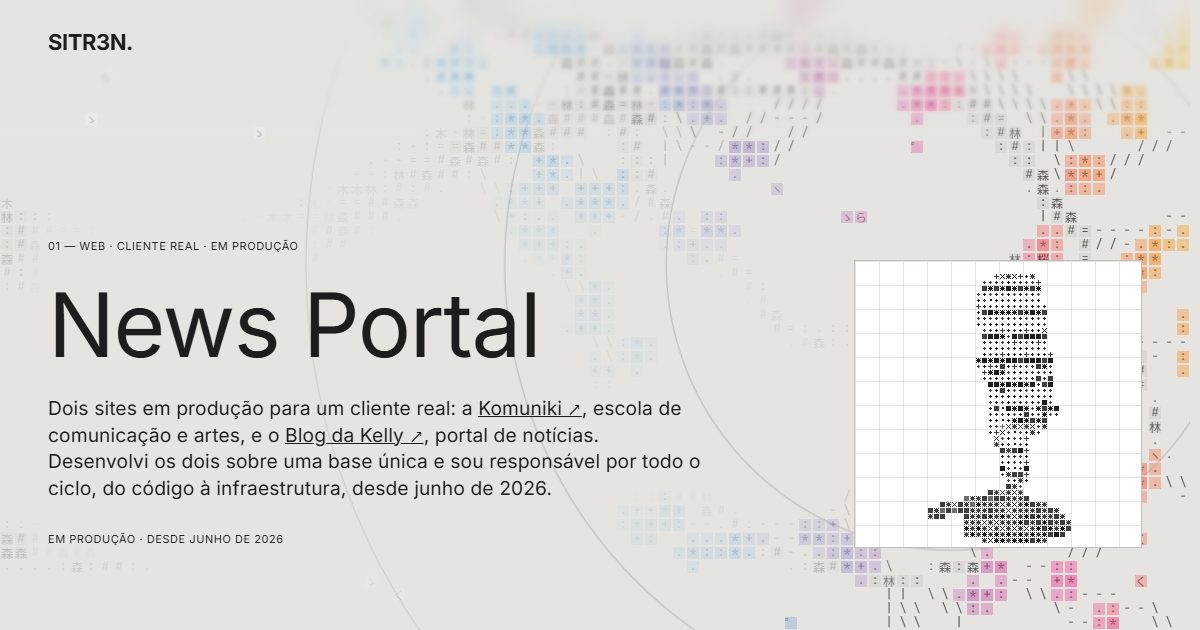 SITR3N.
01 — WEB · CLIENTE REAL · EM PRODUÇÃO
News Portal
Dois sites em produção para um cliente real: a Komuniki ↗, escola de
comunicação e artes, e o Blog da Kelly ↗, portal de notícias.
Desenvolvi os dois sobre uma base única e sou responsável por todo o
ciclo, do código à infraestrutura, desde junho de 2026.
EM PRODUÇÃO · DESDE JUNHO DE 2026